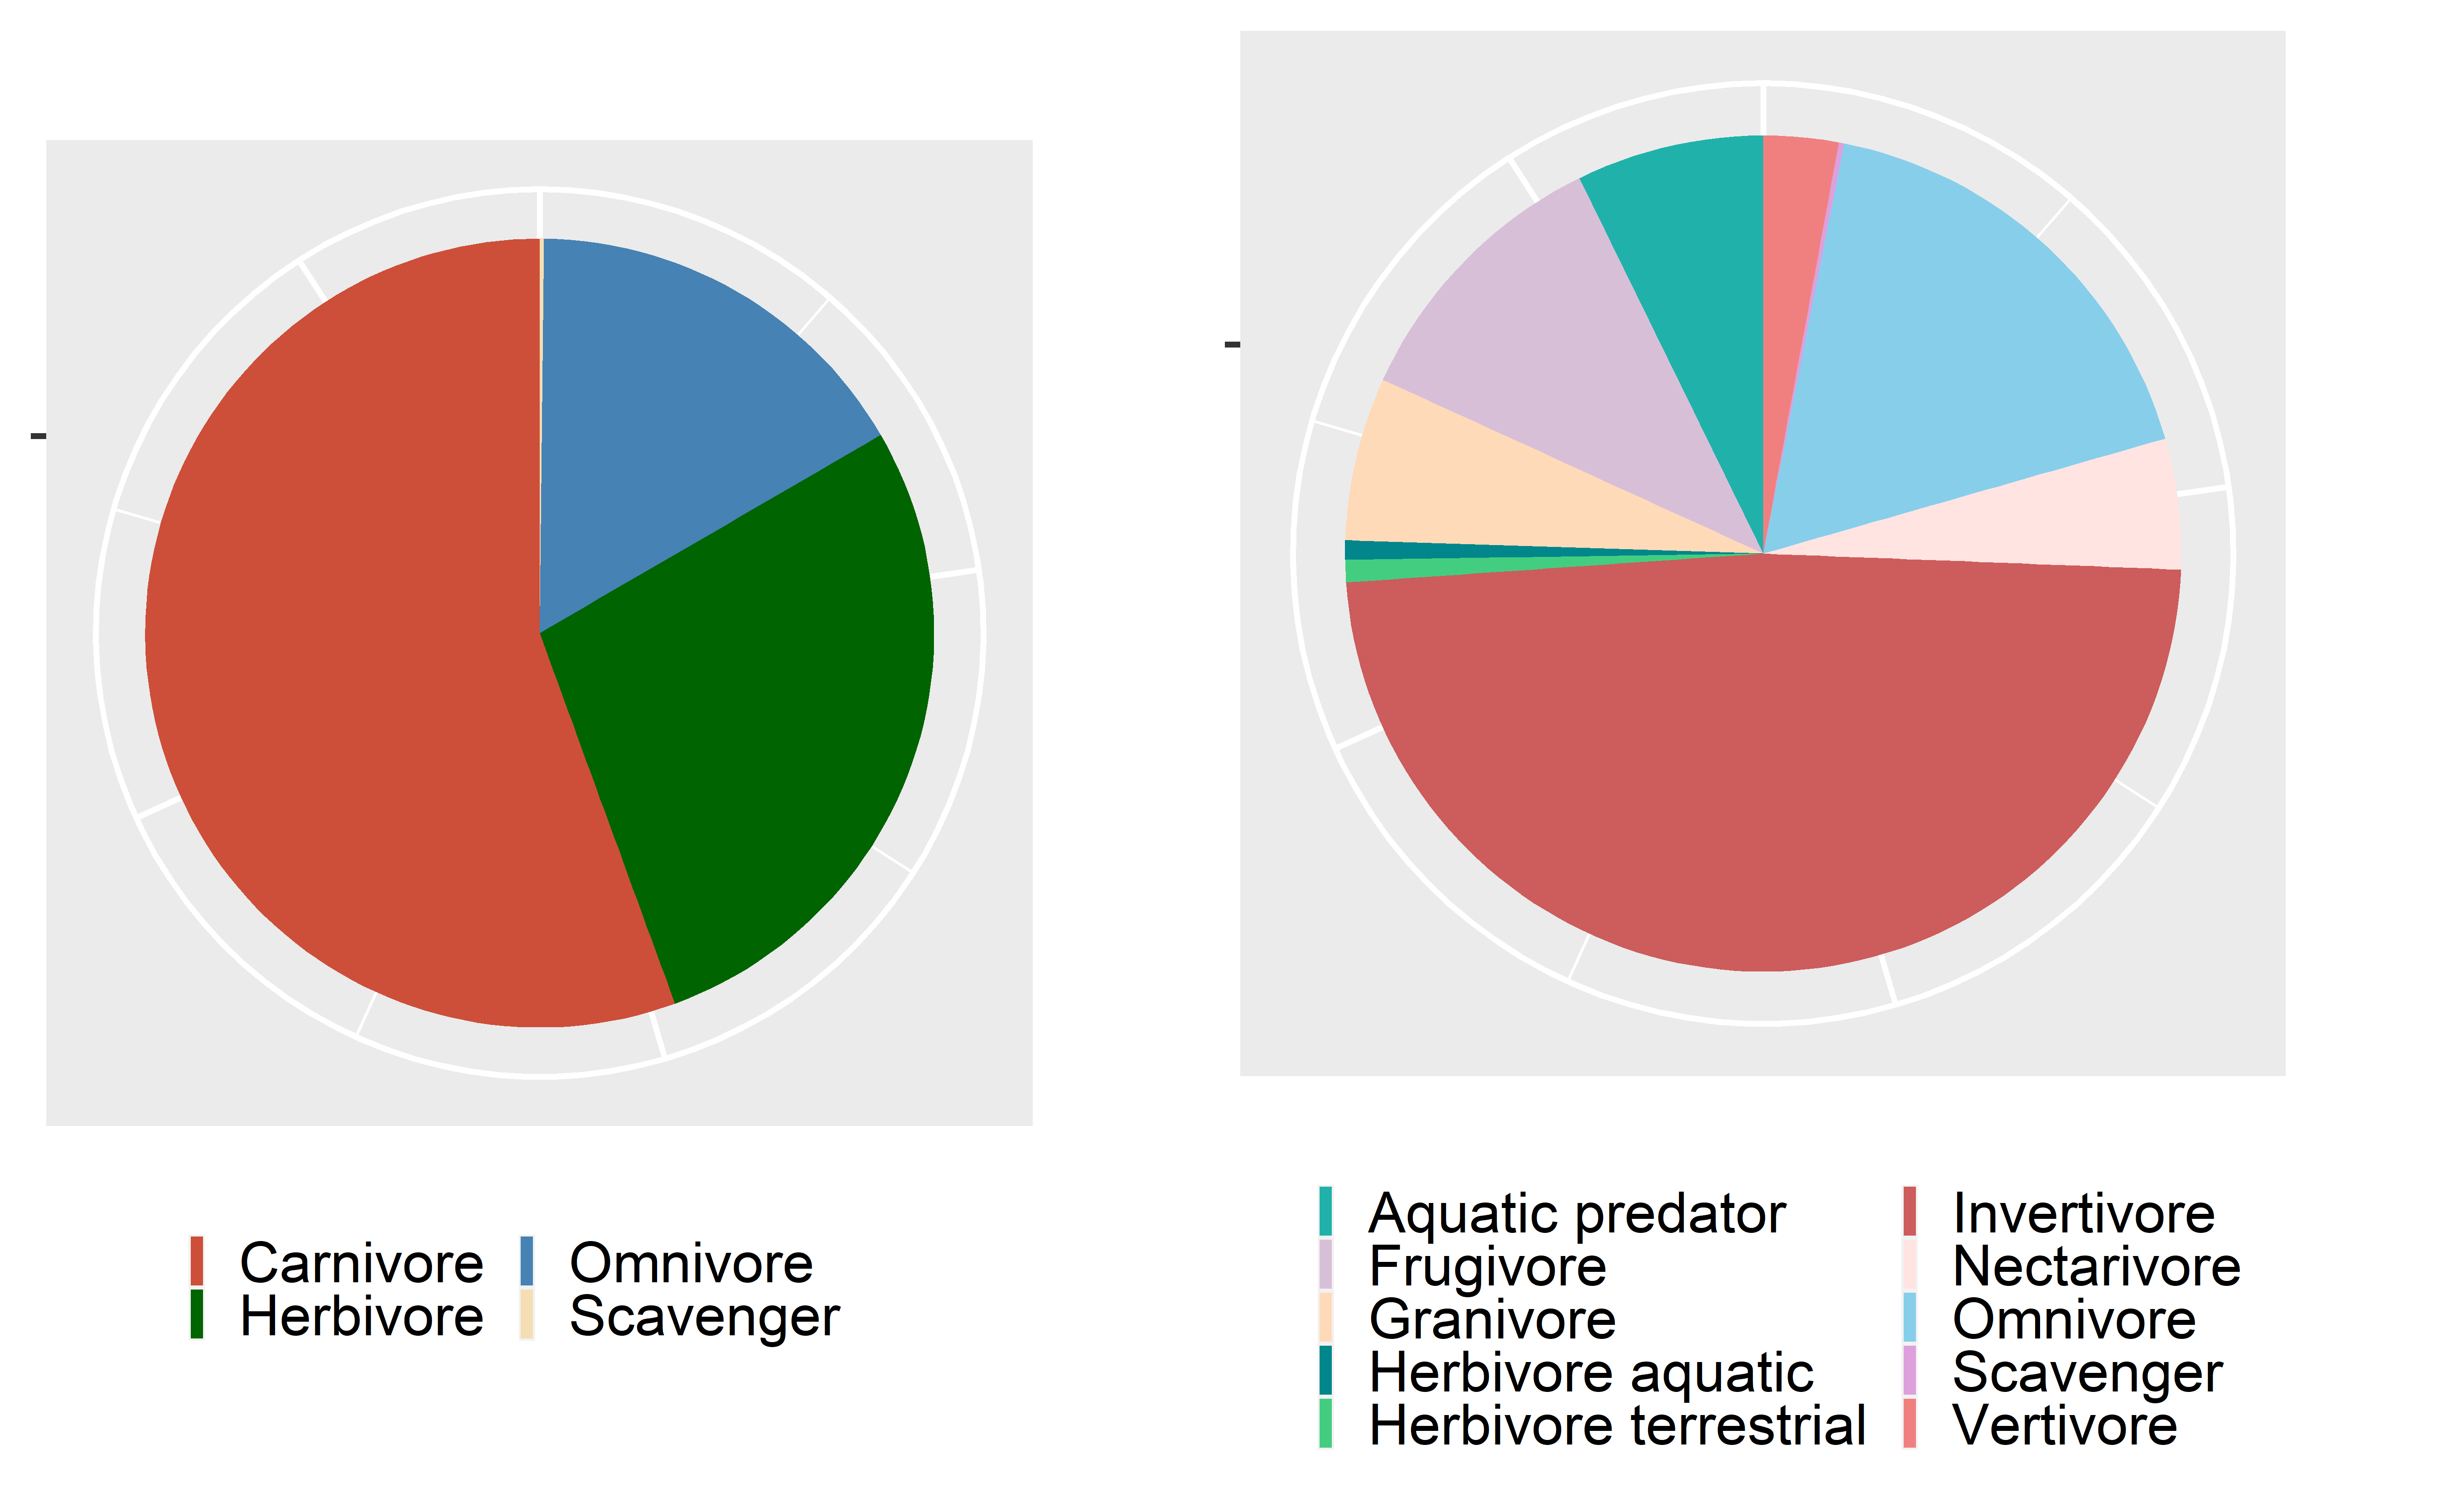 Carnivore
Herbivore
Omnivore
Scavenger
Aquatic predator
Frugivore
Granivore
Herbivore aquatic
Herbivore terrestrial
Invertivore
Nectarivore
Omnivore
Scavenger
Vertivore